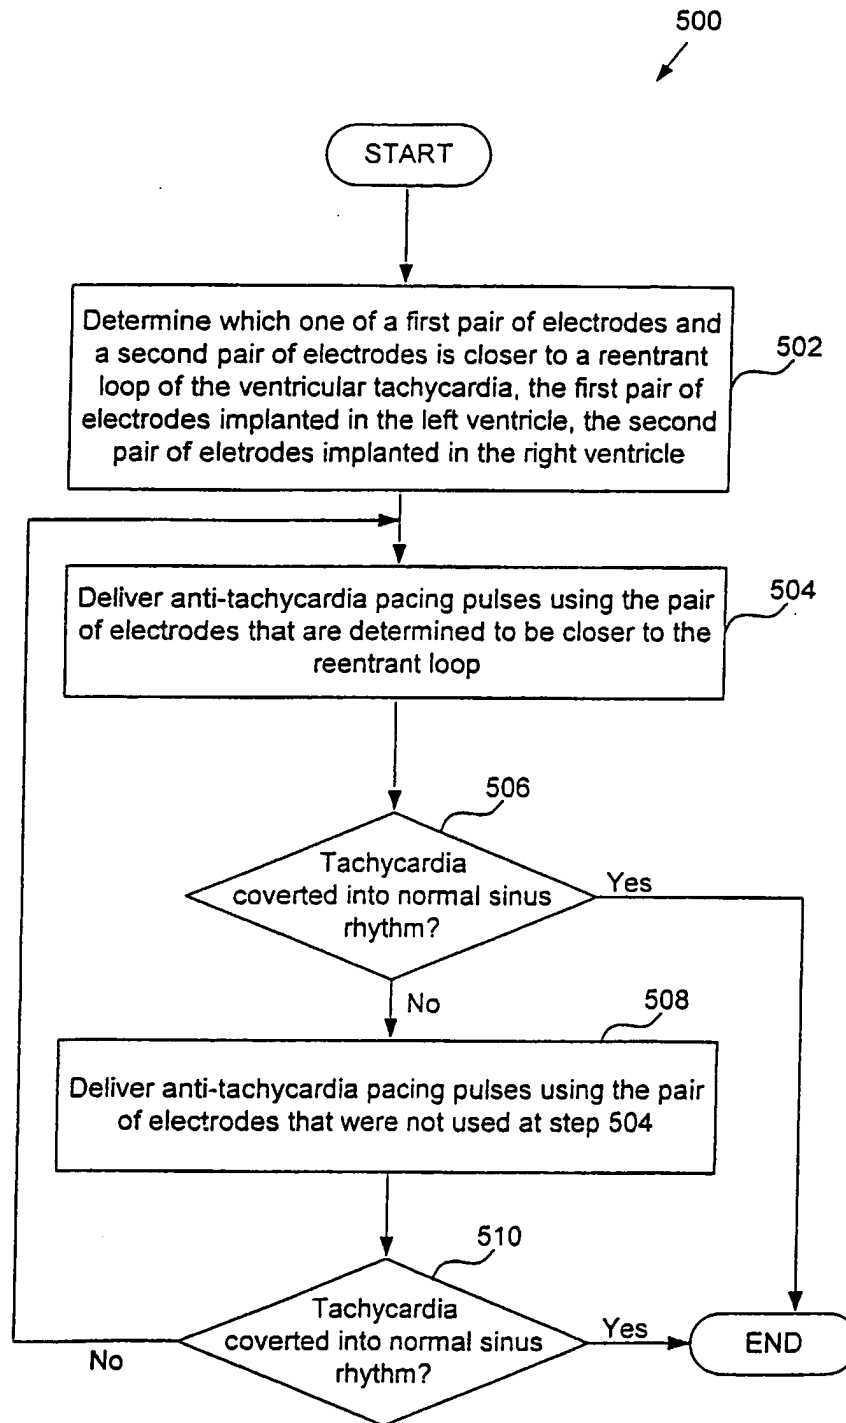 500
START
Determine which one of a first pair of electrodes and
a second pair of electrodes is closer to a reentrant
loop of the ventricular tachycardia, the first pair of
electrodes implanted in the left ventricle, the second
pair of eletrodes implanted in the right ventricle
502
Deliver anti-tachycardia pacing pulses using the pair
of electrodes that are determined to be closer to the
reentrant loop
504
506
Tachycardia
coverted into normal sinus
rhythm?
Yes
No
508
Deliver anti-tachycardia pacing pulses using the pair
of electrodes that were not used at step 504
510
Tachycardia
coverted into normal sinus
rhythm?
Yes
No
END